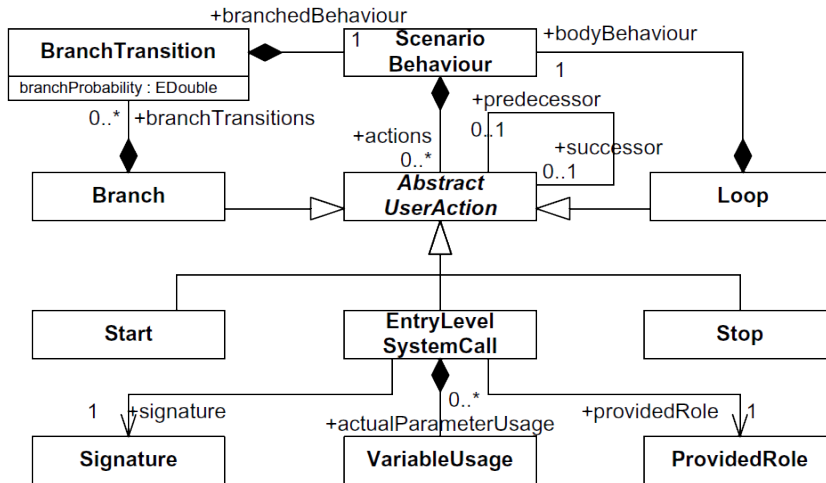 +branchedBehaviour
BranchTransition
1
Scenario
Behaviour
+bodyBehaviour
1
branchProbability : EDouble
0..*
+branchTransitions
+predecessor
0..1
+actions
0..*
+successor
0..1
Branch
Abstract
UserAction
Loop
Start
EntryLevel
SystemCall
Stop
1
+signature
0..*
+actualParameterUsage
+providedRole
1
Signature
VariableUsage
ProvidedRole